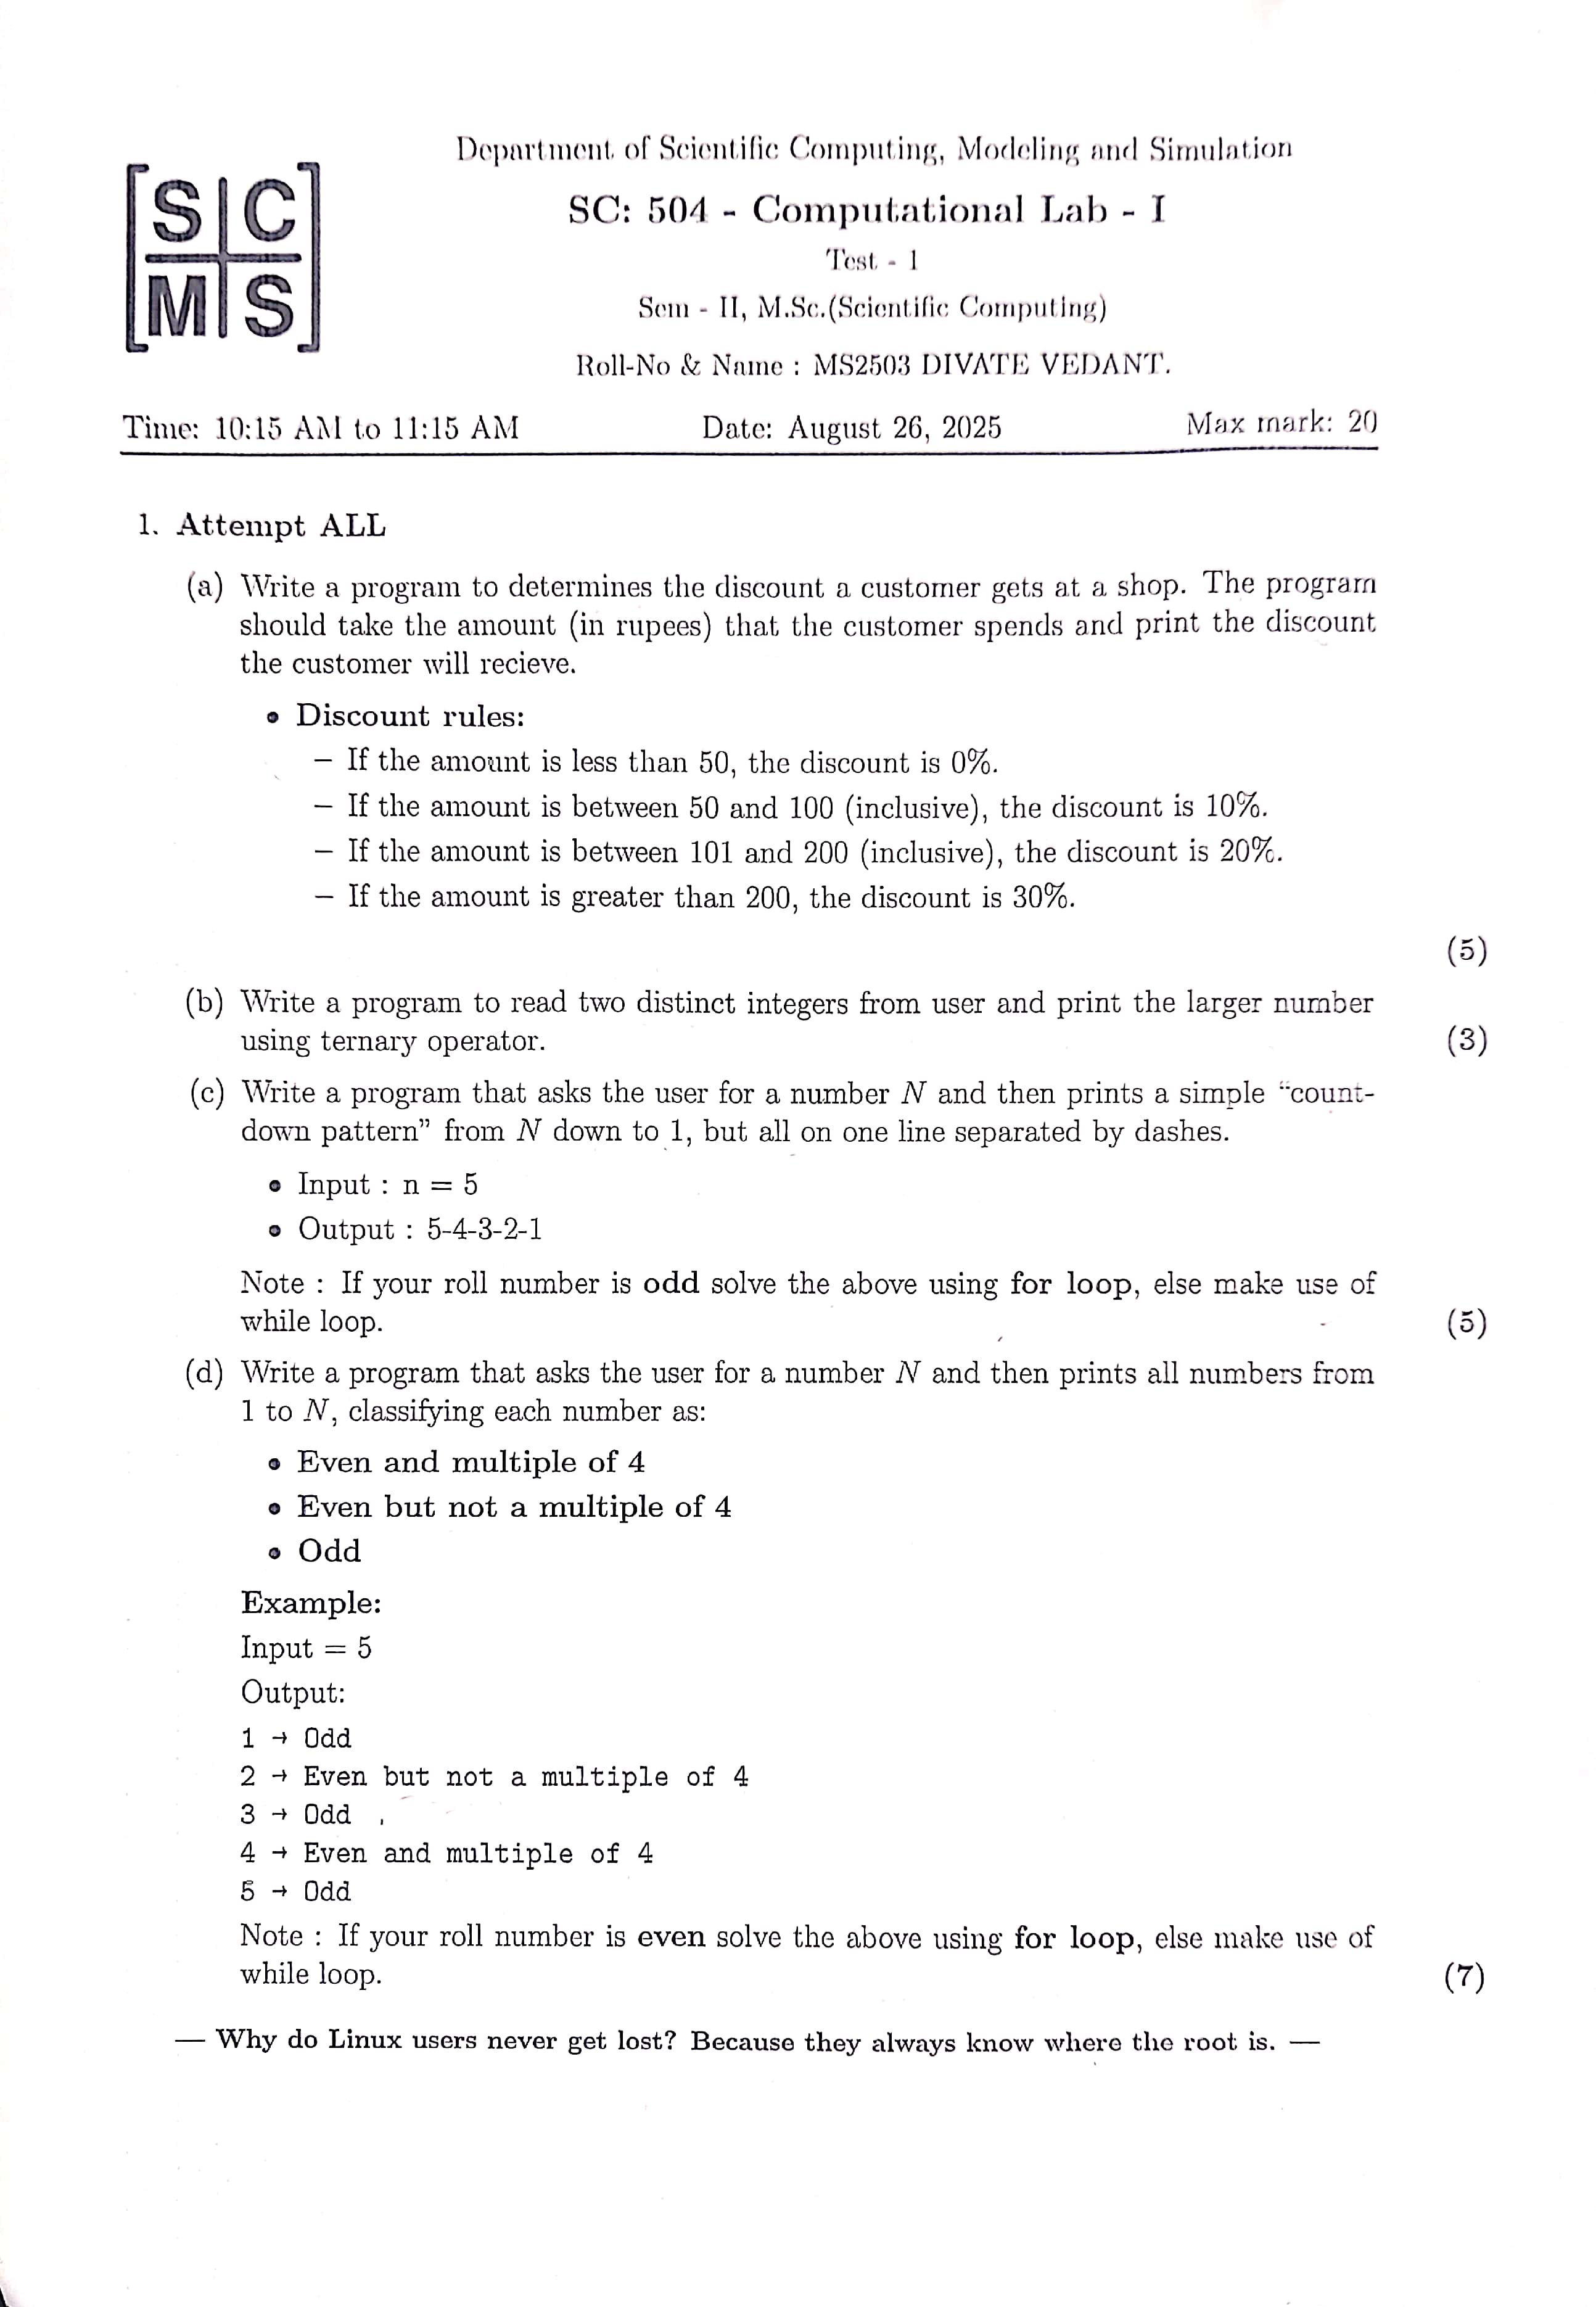 S C
M S
Department of Scientific Computing, Modeling and Simulation
SC: 504 - Computational Lab - I
Test - 1
Sem - II, M.Sc.(Scientific Computing)
Roll-No & Name : MS2503 DIVATE VEDANT.
Time: 10:15 AM to 11:15 AM Date: August 26, 2025 Max mark: 20
1. Attempt ALL
(a) Write a program to determines the discount a customer gets at a shop. The program
should take the amount (in rupees) that the customer spends and print the discount
the customer will recieve.
• Discount rules:
– If the amount is less than 50, the discount is 0%.
– If the amount is between 50 and 100 (inclusive), the discount is 10%.
– If the amount is between 101 and 200 (inclusive), the discount is 20%.
– If the amount is greater than 200, the discount is 30%.
(5)
(b) Write a program to read two distinct integers from user and print the larger number
using ternary operator. (3)
(c) Write a program that asks the user for a number N and then prints a simple “count-
down pattern” from N down to 1, but all on one line separated by dashes.
• Input : n = 5
• Output : 5-4-3-2-1
Note : If your roll number is odd solve the above using for loop, else make use of
while loop. (5)
(d) Write a program that asks the user for a number N and then prints all numbers from
1 to N, classifying each number as:
• Even and multiple of 4
• Even but not a multiple of 4
• Odd
Example:
Input = 5
Output:
1 → Odd
2 → Even but not a multiple of 4
3 → Odd
4 → Even and multiple of 4
5 → Odd
Note : If your roll number is even solve the above using for loop, else make use of
while loop. (7)
— Why do Linux users never get lost? Because they always know where the root is. —